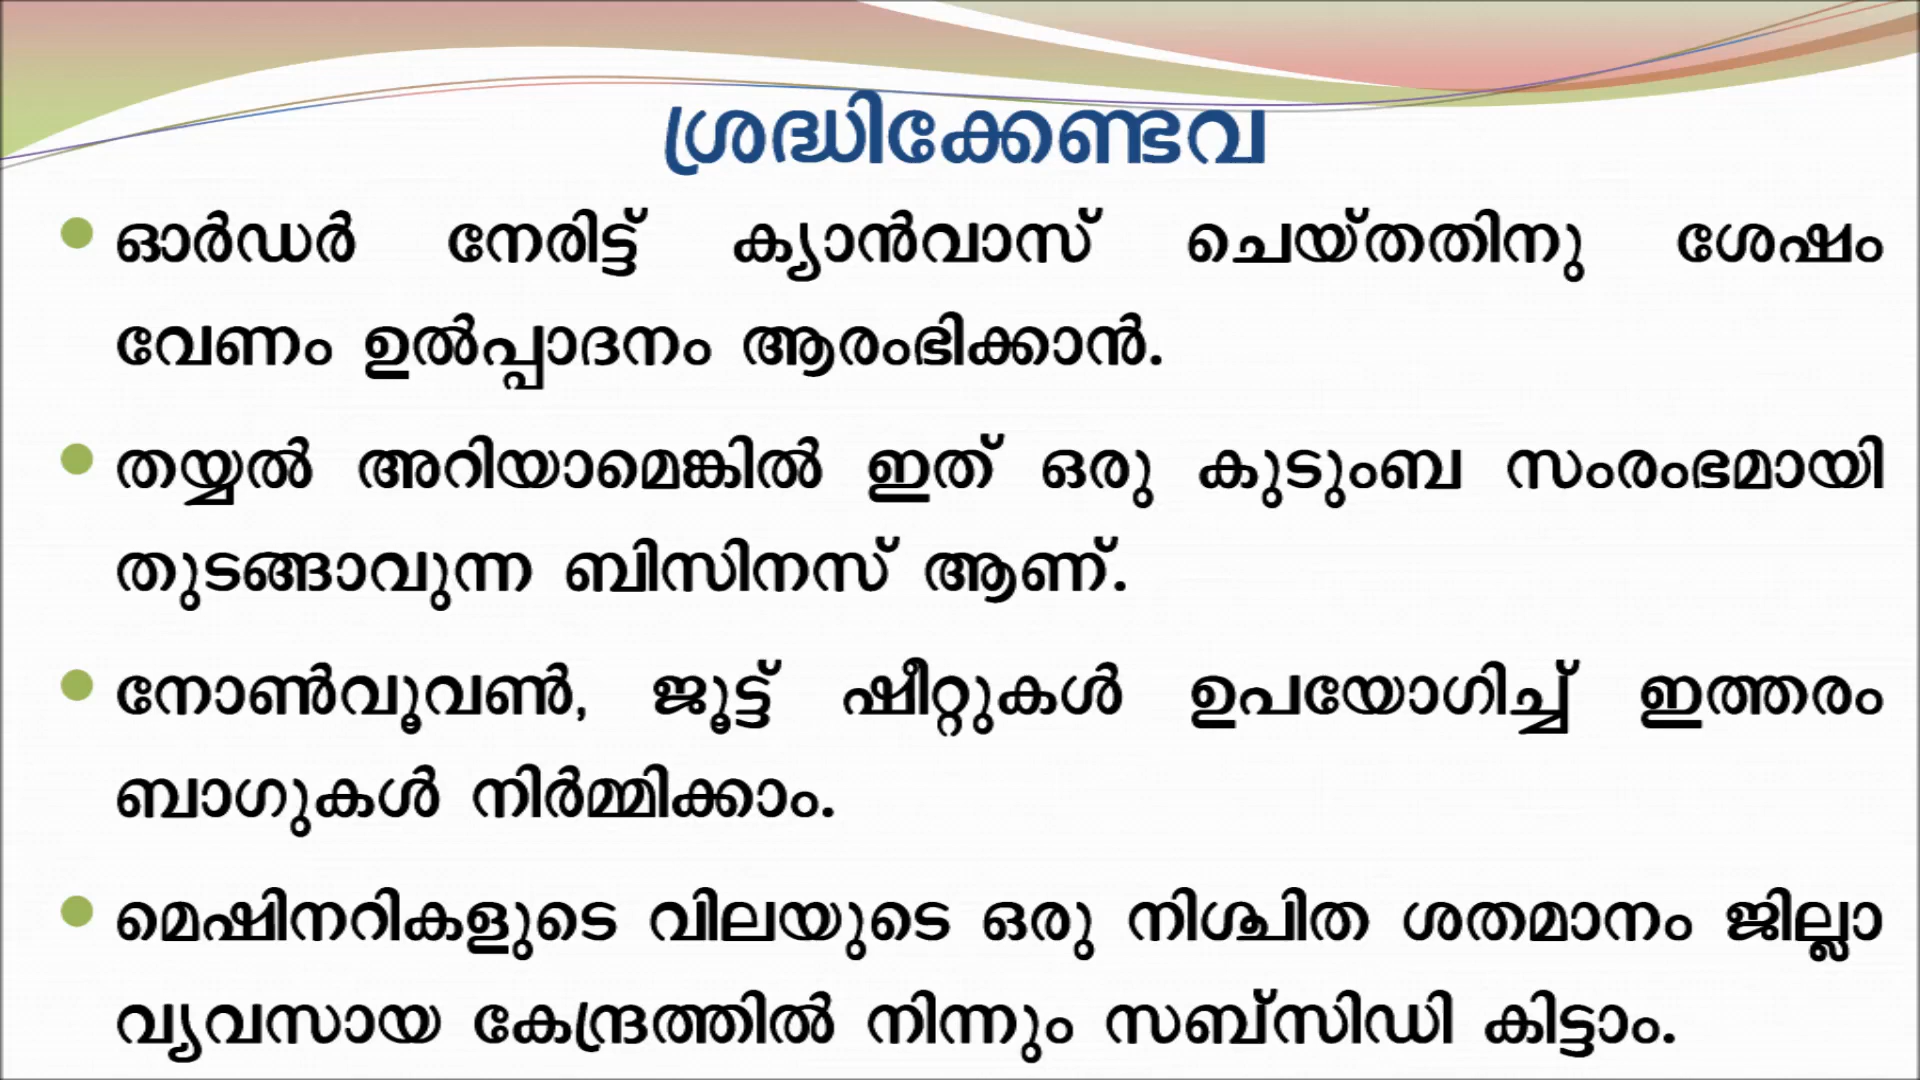 ശ്രദ്ധിക്കേണ്ടവ
ഓർഡർ നേരിട്ട് ക്യാൻവാസ് ചെയ്തതിനു ശേഷം
വേണം ഉൽപ്പാദനം ആരംഭിക്കാൻ.
തയ്യൽ അറിയാമെങ്കിൽ ഇത് ഒരു കുടുംബ സംരംഭമായി
തുടങ്ങാവുന്ന ബിസിനസ് ആണ്.
നോൺവൂവൺ, ജൂട്ട് ഷീറ്റുകൾ ഉപയോഗിച്ച് ഇത്തരം
ബാഗുകൾ നിർമ്മിക്കാം.
മെഷിനറികളുടെ വിലയുടെ ഒരു നിശ്ചിത ശതമാനം ജില്ലാ
വ്യവസായ കേന്ദ്രത്തിൽ നിന്നും സബ്സിഡി കിട്ടാം.